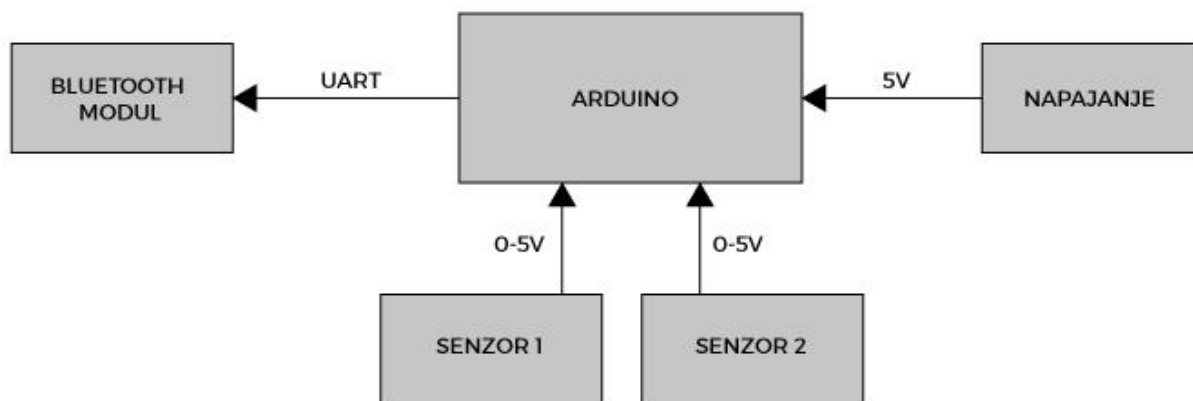 BLUETOOTH
MODUL
UART
ARDUINO
5V
NAPAJANJE
0-5V
0-5V
SENZOR 1
SENZOR 2